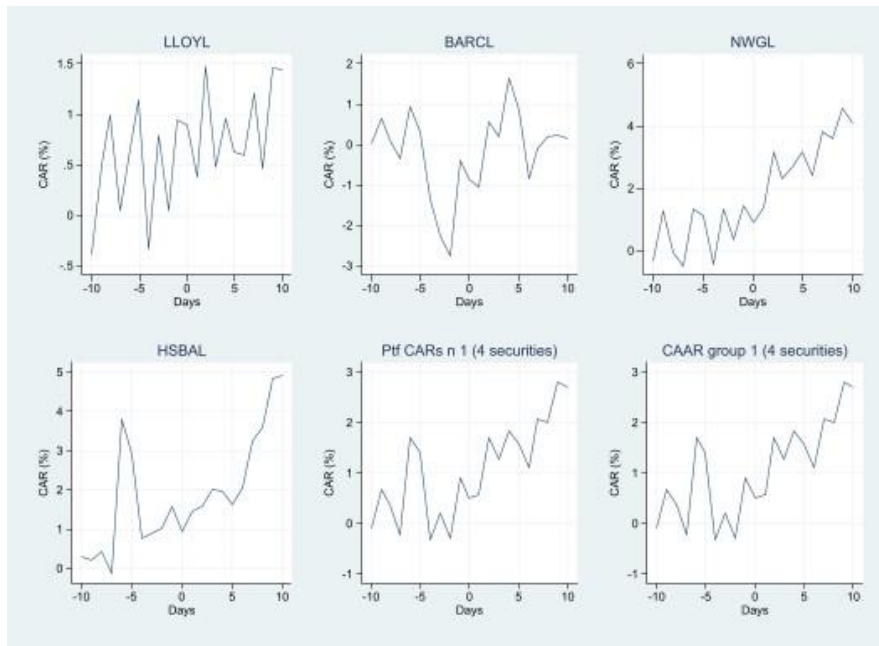 LLOYL
CAR (%)
1.5
1
.5
0
-.5
-10 -5 0 5 10
Days
BARCL
CAR (%)
2
1
0
-1
-2
-3
-10 -5 0 5 10
Days
NWGL
CAR (%)
6
4
2
0
-10 -5 0 5 10
Days
HSBAL
CAR (%)
5
4
3
2
1
0
-10 -5 0 5 10
Days
Ptf CARs n 1 (4 securities)
CAR (%)
3
2
1
0
-1
-10 -5 0 5 10
Days
CAAR group 1 (4 securities)
CAR (%)
3
2
1
0
-1
-10 -5 0 5 10
Days